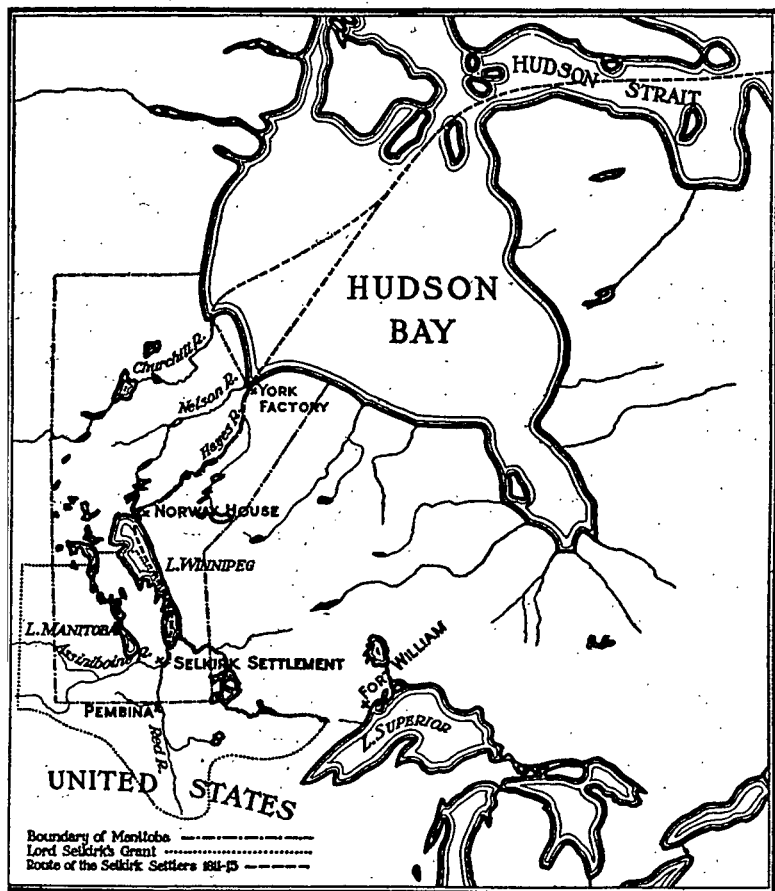 HUDSON STRAIT
HUDSON
BAY
Churchill R.
Nelson R.
YORK
FACTORY
Hayes R.
NORWAY HOUSE
L. WINNIPEG
L. MANITOBA
Assiniboine R.
SELKIRK SETTLEMENT
FORT WILLIAM
PEMBINA
Red R.
L. SUPERIOR
UNITED STATES
Boundary of Manitoba
Lord Selkirk's Grant
Route of the Selkirk Settlers 1811-15